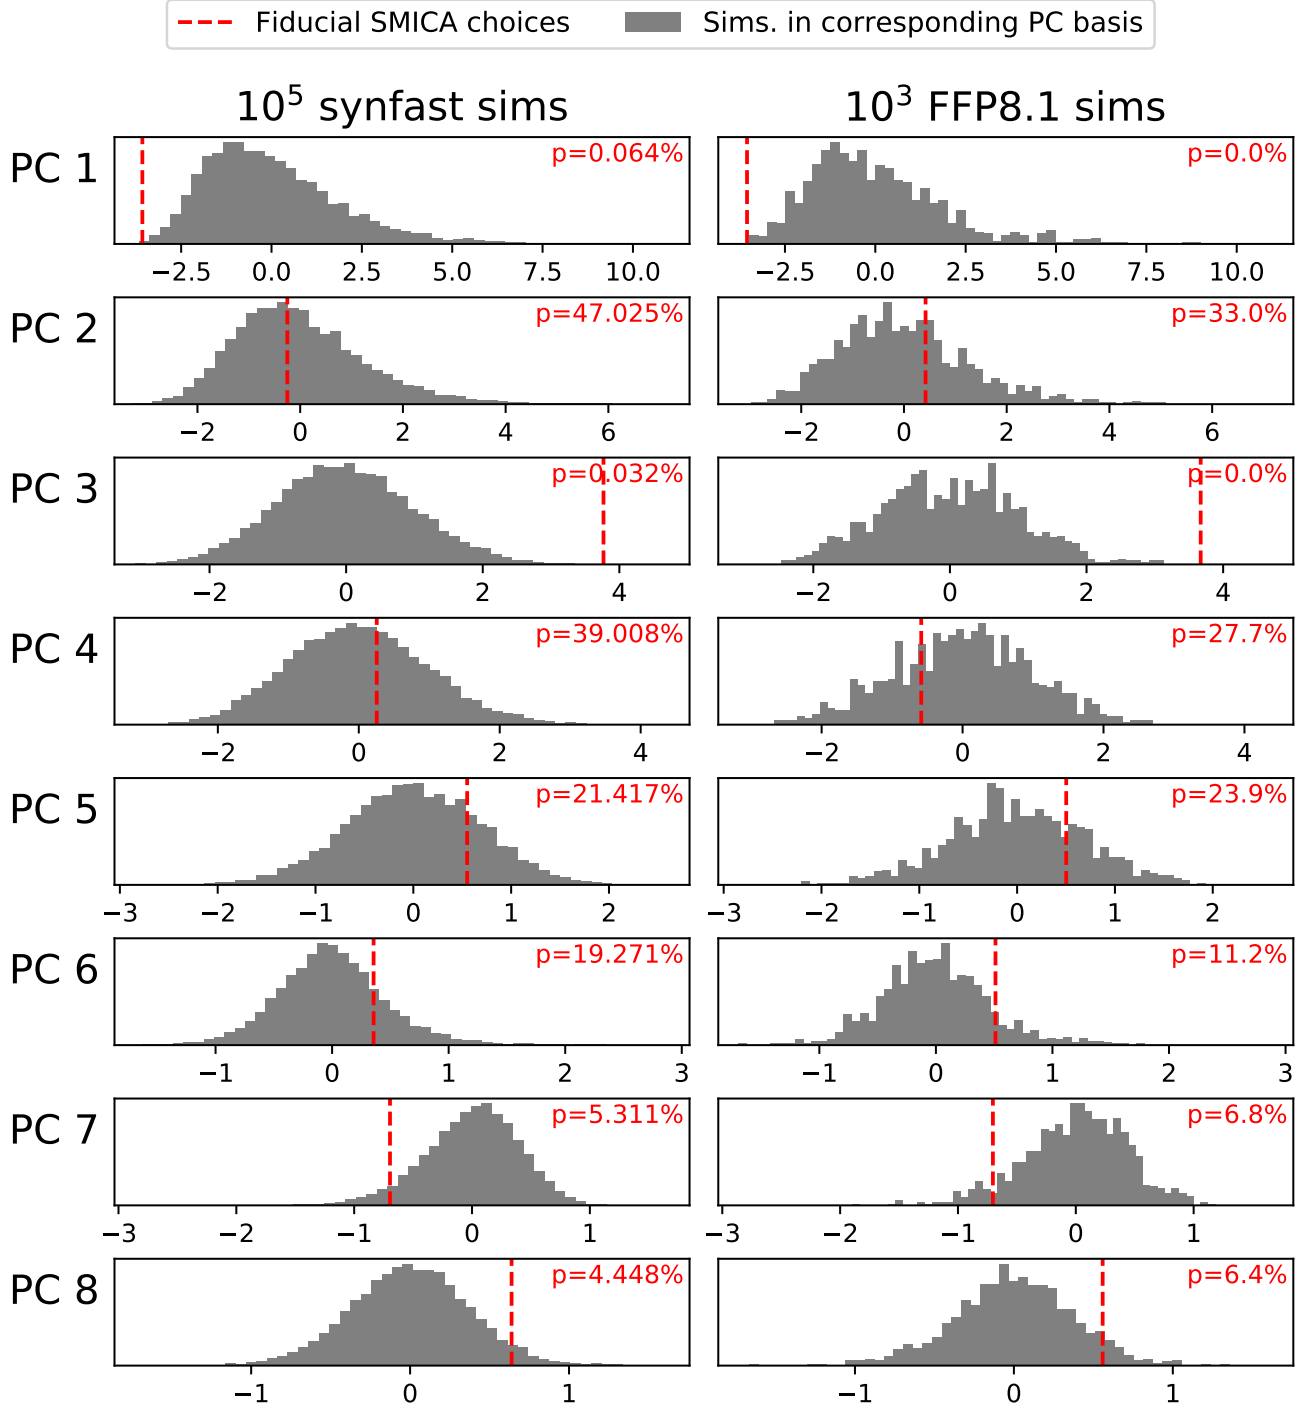 Fiducial SMICA choices Sims. in corresponding PC basis
10⁵ synfast sims 10³ FFP8.1 sims
PC 1 p=0.064% p=0.0%
−2.5 0.0 2.5 5.0 7.5 10.0 −2.5 0.0 2.5 5.0 7.5 10.0
PC 2 p=47.025% p=33.0%
−2 0 2 4 6 −2 0 2 4 6
PC 3 p=0.032% p=0.0%
−2 0 2 4 −2 0 2 4
PC 4 p=39.008% p=27.7%
−2 0 2 4 −2 0 2 4
PC 5 p=21.417% p=23.9%
−3 −2 −1 0 1 2 −3 −2 −1 0 1 2
PC 6 p=19.271% p=11.2%
−1 0 1 2 3 −1 0 1 2 3
PC 7 p=5.311% p=6.8%
−3 −2 −1 0 1 −3 −2 −1 0 1
PC 8 p=4.448% p=6.4%
−1 0 1 −1 0 1